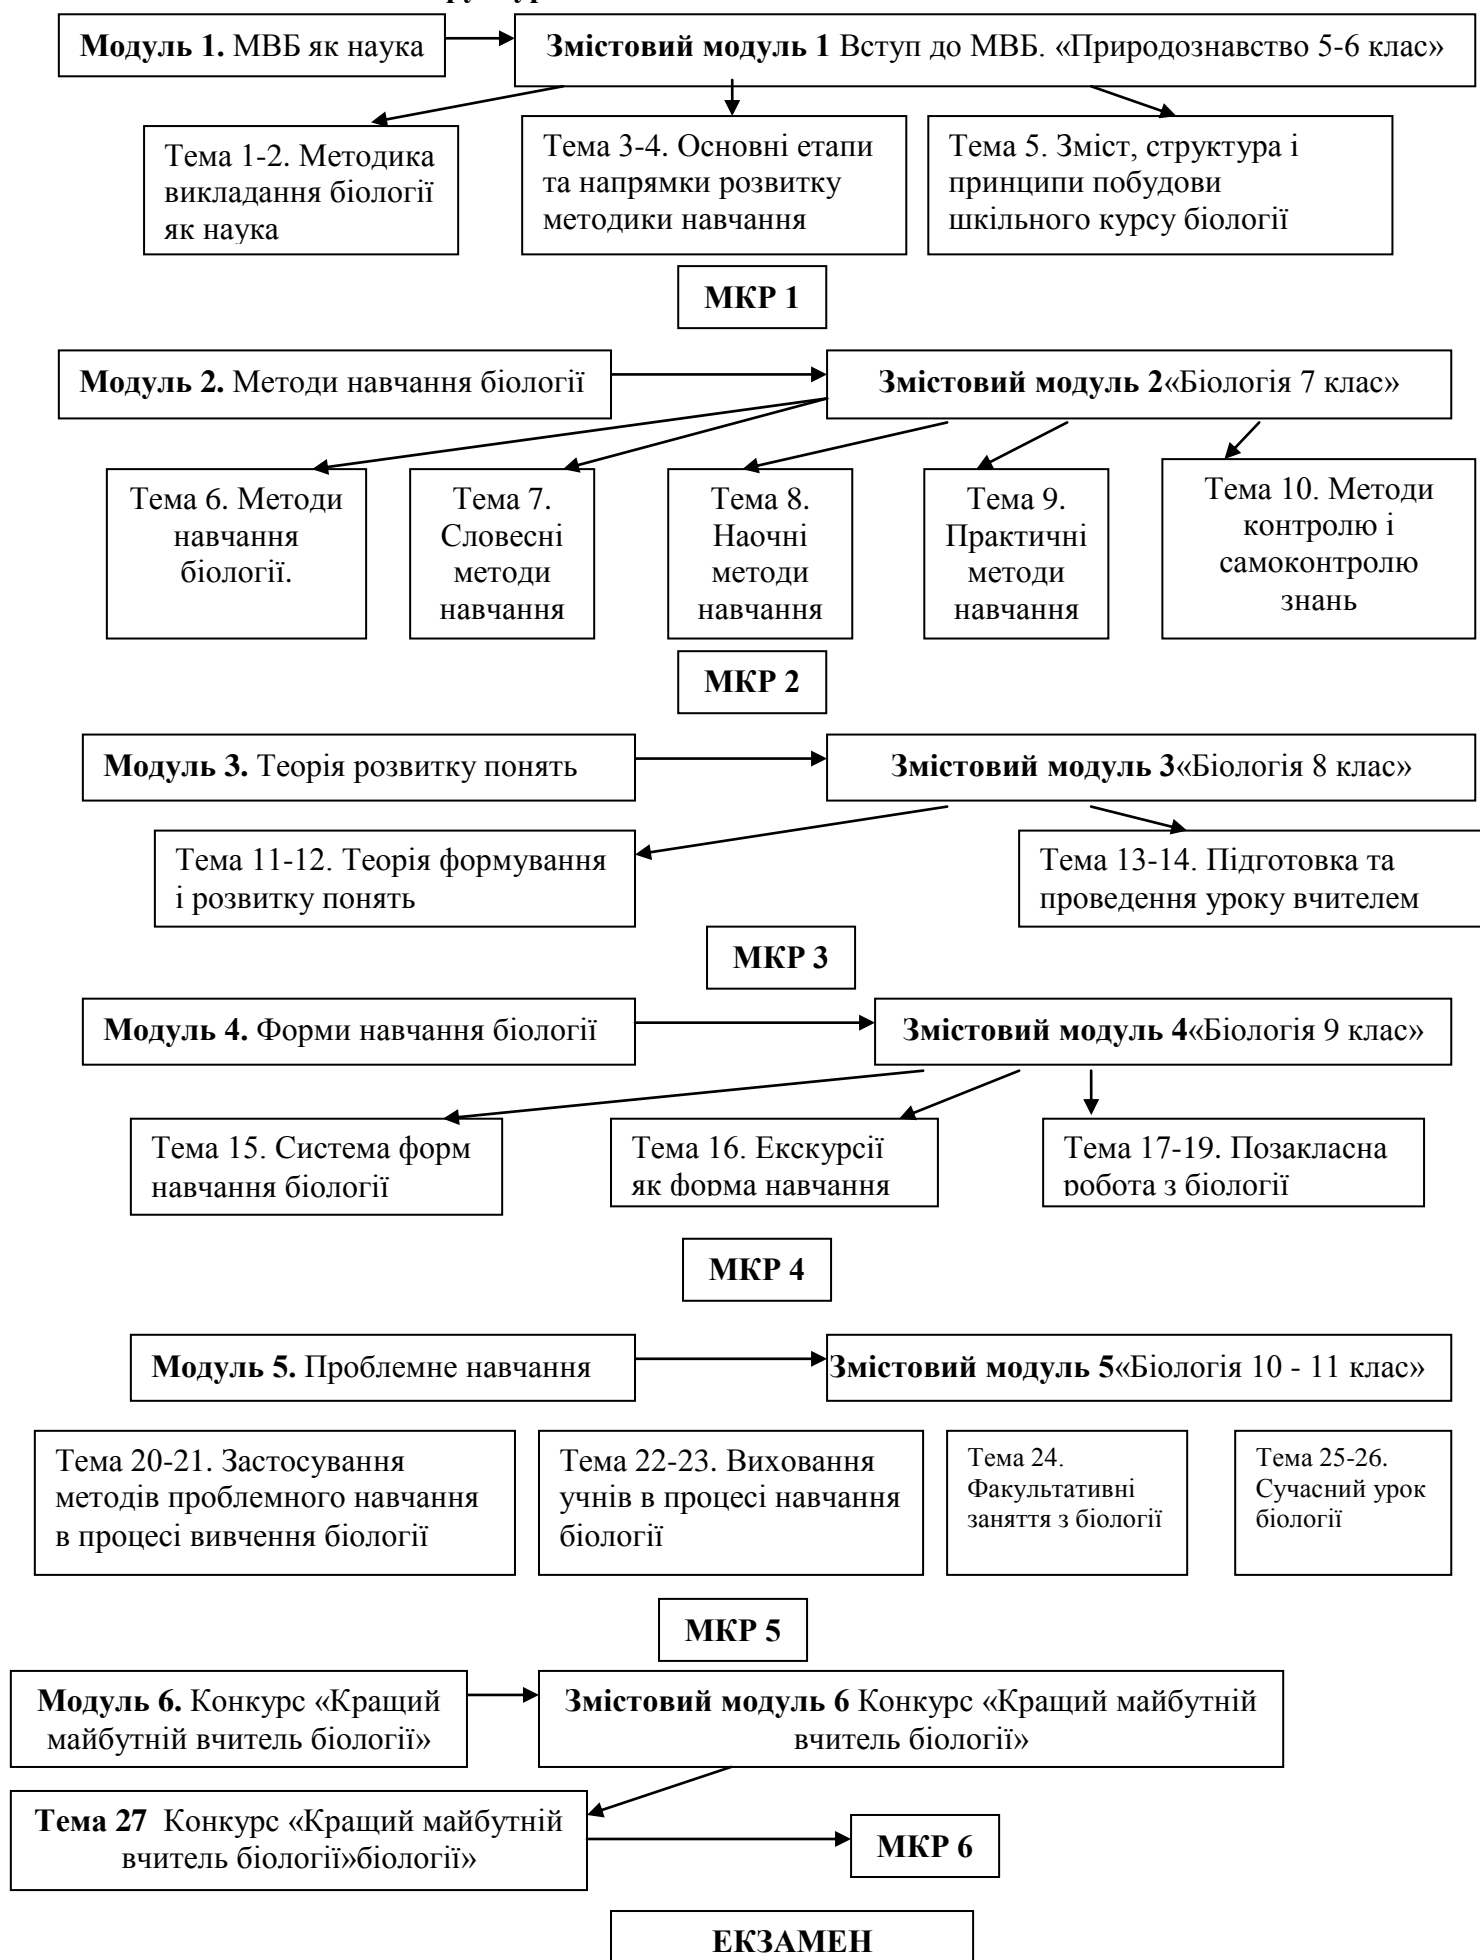 Модуль 1. МВБ як наука
Змістовий модуль 1 Вступ до МВБ. «Природознавство 5-6 клас»
Тема 1-2. Методика
викладання біології
як наука
Тема 3-4. Основні етапи
та напрямки розвитку
методики навчання
Тема 5. Зміст, структура і
принципи побудови
шкільного курсу біології
МКР 1
Модуль 2. Методи навчання біології
Змістовий модуль 2«Біологія 7 клас»
Тема 6. Методи
навчання
біології.
Тема 7.
Словесні
методи
навчання
Тема 8.
Наочні
методи
навчання
Тема 9.
Практичні
методи
навчання
Тема 10. Методи
контролю і
самоконтролю
знань
МКР 2
Модуль 3. Теорія розвитку понять
Змістовий модуль 3«Біологія 8 клас»
Тема 11-12. Теорія формування
і розвитку понять
Тема 13-14. Підготовка та
проведення уроку вчителем
МКР 3
Модуль 4. Форми навчання біології
Змістовий модуль 4«Біологія 9 клас»
Тема 15. Система форм
навчання біології
Тема 16. Екскурсії
як форма навчання
Тема 17-19. Позакласна
робота з біології
МКР 4
Модуль 5. Проблемне навчання
Змістовий модуль 5«Біологія 10 - 11 клас»
Тема 20-21. Застосування
методів проблемного навчання
в процесі вивчення біології
Тема 22-23. Виховання
учнів в процесі навчання
біології
Тема 24.
Факультативні
заняття з біології
Тема 25-26.
Сучасний урок
біології
МКР 5
Модуль 6. Конкурс «Кращий
майбутній вчитель біології»
Змістовий модуль 6 Конкурс «Кращий майбутній
вчитель біології»
Тема 27 Конкурс «Кращий майбутній
вчитель біології»біології»
МКР 6
ЕКЗАМЕН